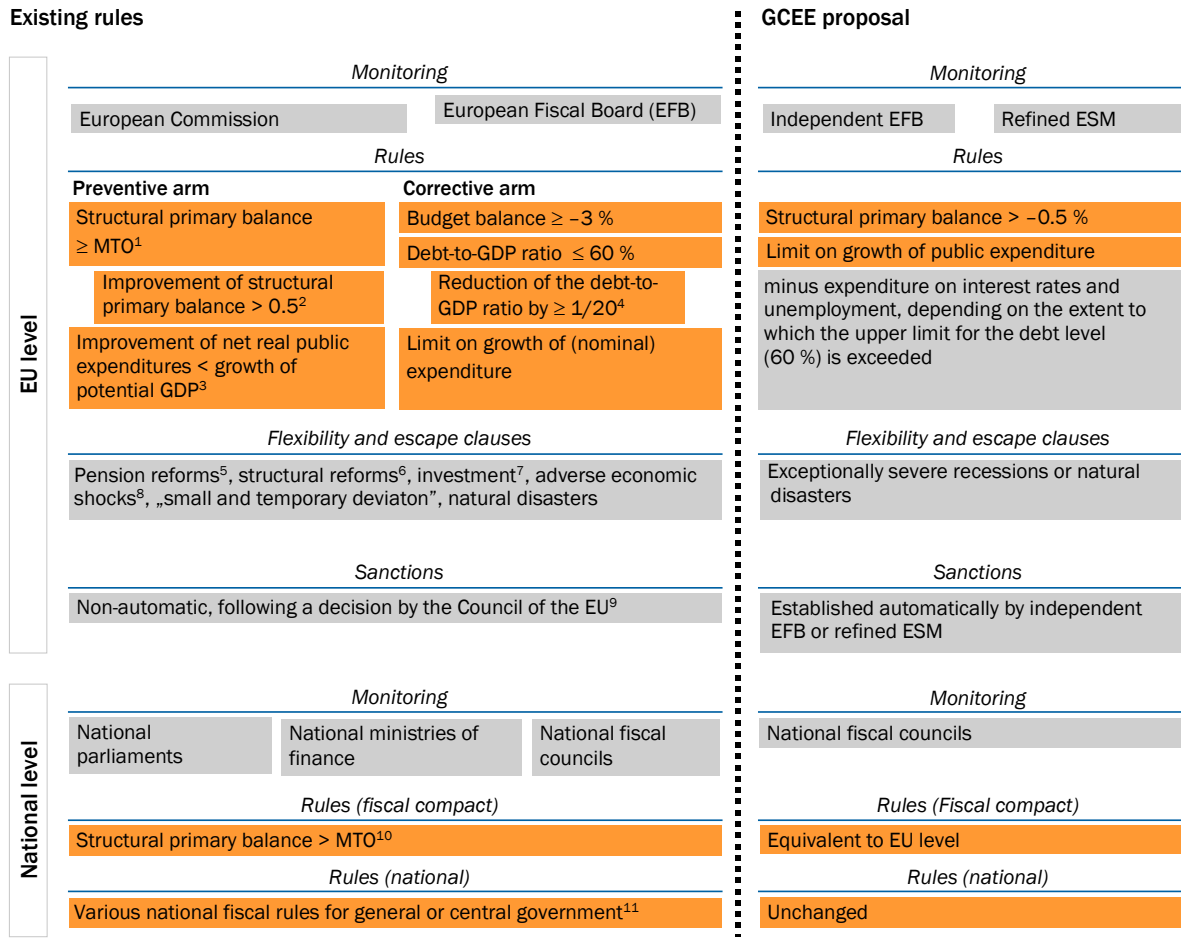 Existing rules
GCEE proposal
EU level
Monitoring
European Commission
European Fiscal Board (EFB)
Rules
Preventive arm
Structural primary balance
≥ MTO¹
Improvement of structural
primary balance > 0.5²
Improvement of net real public
expenditures < growth of
potential GDP³
Corrective arm
Budget balance ≥ –3 %
Debt-to-GDP ratio ≤ 60 %
Reduction of the debt-to-
GDP ratio by ≥ 1/20⁴
Limit on growth of (nominal)
expenditure
Flexibility and escape clauses
Pension reforms⁵, structural reforms⁶, investment⁷, adverse economic
shocks⁸, „small and temporary deviaton”, natural disasters
Sanctions
Non-automatic, following a decision by the Council of the EU⁹
Monitoring
Independent EFB
Refined ESM
Rules
Structural primary balance > –0.5 %
Limit on growth of public expenditure
minus expenditure on interest rates and
unemployment, depending on the extent to
which the upper limit for the debt level
(60 %) is exceeded
Flexibility and escape clauses
Exceptionally severe recessions or natural
disasters
Sanctions
Established automatically by independent
EFB or refined ESM
National level
Monitoring
National
parliaments
National ministries of
finance
National fiscal
councils
Rules (fiscal compact)
Structural primary balance > MTO¹⁰
Rules (national)
Various national fiscal rules for general or central government¹¹
Monitoring
National fiscal councils
Rules (Fiscal compact)
Equivalent to EU level
Rules (national)
Unchanged